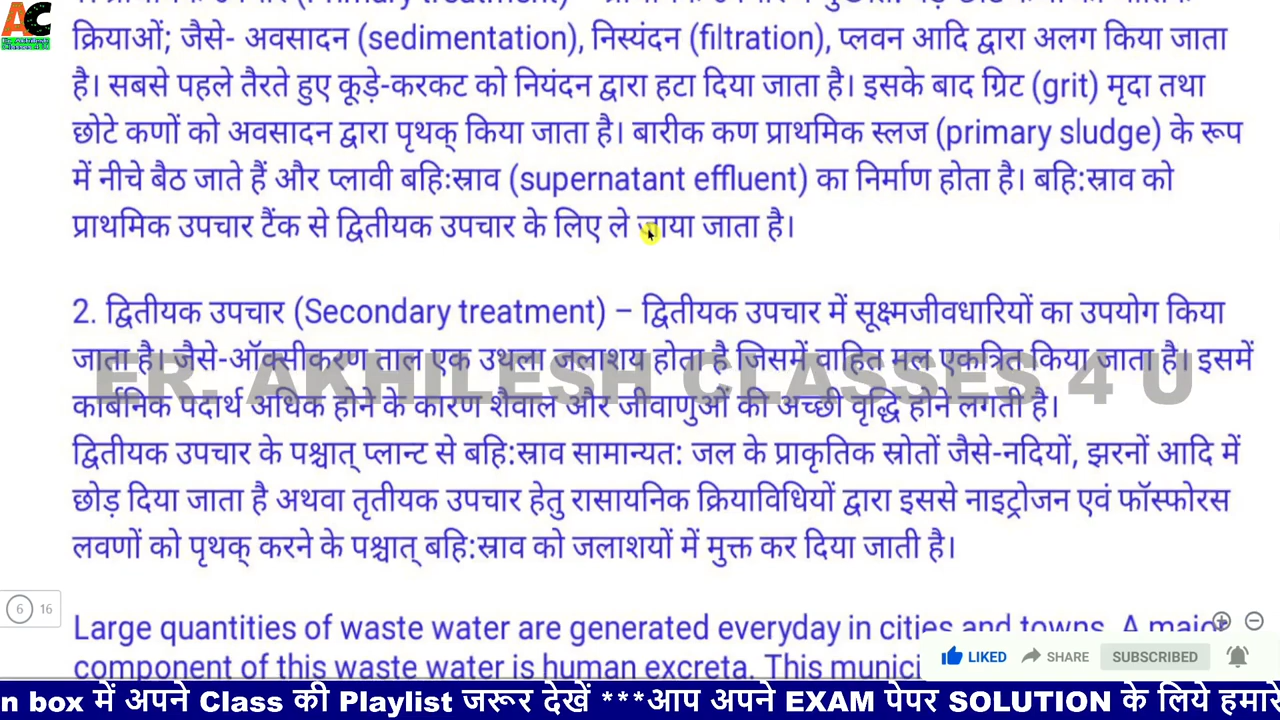 AC
क्रियाओं; जैसे- अवसादन (sedimentation), निस्यंदन (filtration), प्लवन आदि द्वारा अलग किया जाता
है। सबसे पहले तैरते हुए कूड़े-करकट को नियंदन द्वारा हटा दिया जाता है। इसके बाद ग्रिट (grit) मृदा तथा
छोटे कणों को अवसादन द्वारा पृथक् किया जाता है। बारीक कण प्राथमिक स्लज (primary sludge) के रूप
में नीचे बैठ जाते हैं और प्लावी बहिःस्राव (supernatant effluent) का निर्माण होता है। बहि:स्राव को
प्राथमिक उपचार टैंक से द्वितीयक उपचार के लिए ले जाया जाता है।
2. द्वितीयक उपचार (Secondary treatment) – द्वितीयक उपचार में सूक्ष्मजीवधारियों का उपयोग किया
जाता है। जैसे-ऑक्सीकरण ताल एक उथला जलाशय होता है जिसमें वाहित मल एकत्रित किया जाता है। इसमें
ER. AKHILESH CLASSES 4 U
कार्बनिक पदार्थ अधिक होने के कारण शैवाल और जीवाणुओं की अच्छी वृद्धि होने लगती है।
द्वितीयक उपचार के पश्चात् प्लान्ट से बहि:स्राव सामान्यत: जल के प्राकृतिक स्रोतों जैसे-नदियों, झरनों आदि में
छोड़ दिया जाता है अथवा तृतीयक उपचार हेतु रासायनिक क्रियाविधियों द्वारा इससे नाइट्रोजन एवं फॉस्फोरस
लवणों को पृथक् करने के पश्चात् बहि:स्राव को जलाशयों में मुक्त कर दिया जाती है।
6 16
Large quantities of waste water are generated everyday in cities and towns. A major
component of this waste water is human excreta. This munici
LIKED SHARE SUBSCRIBED
n box में अपने Class की Playlist जरूर देखें ***आप अपने EXAM पेपर SOLUTION के लिये हमारे